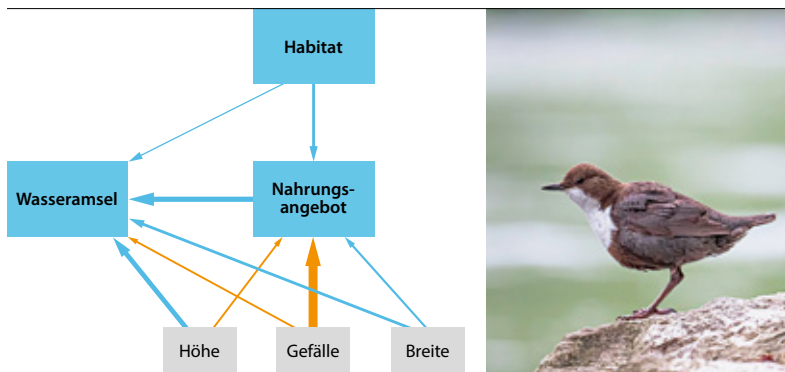 Habitat
Wasseramsel
Nahrungs-
angebot
Höhe
Gefälle
Breite